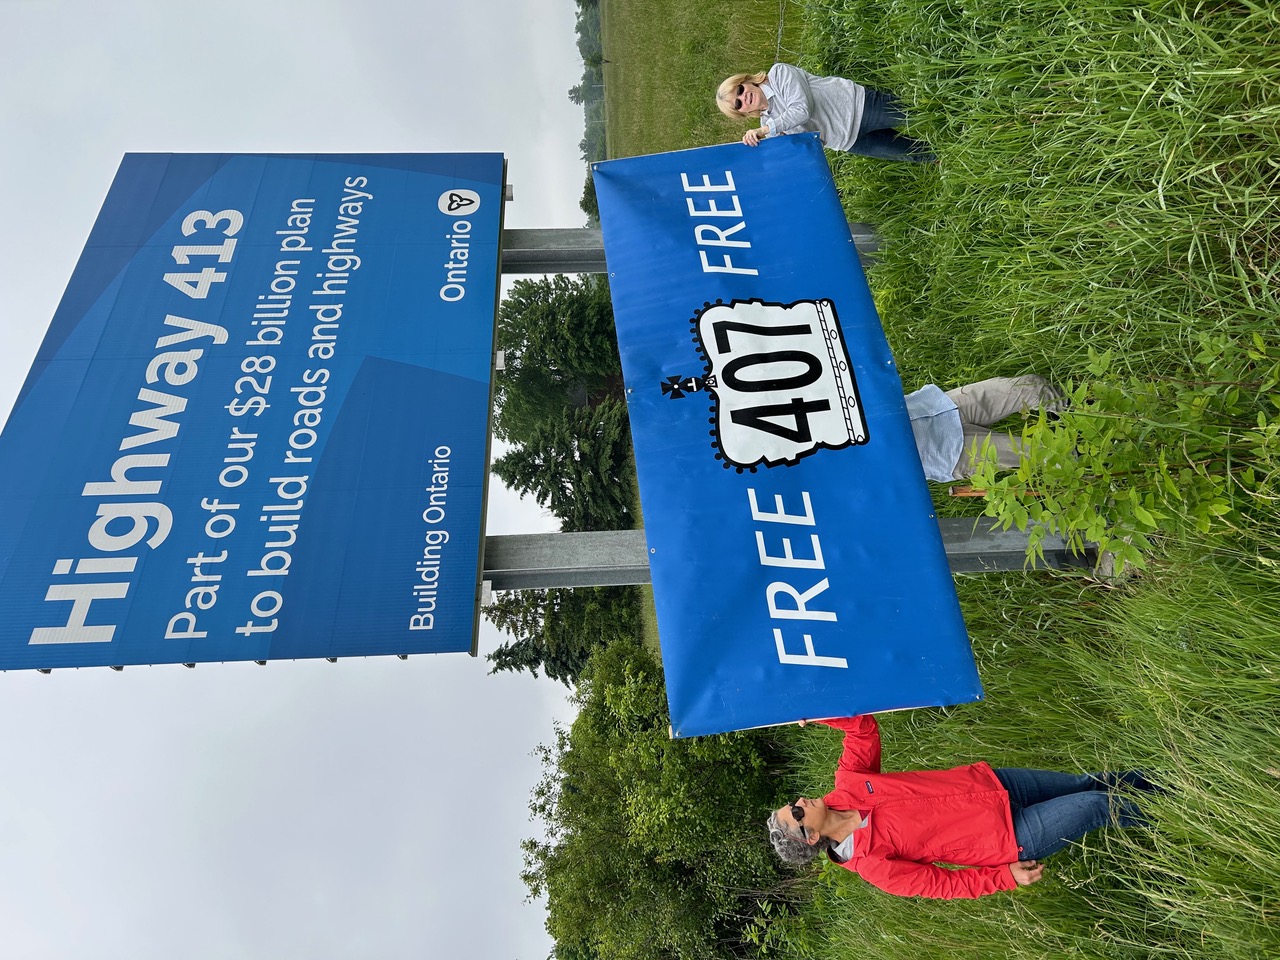 Highway 413
Part of our $28 billion plan
to build roads and highways
Building Ontario
Ontario
FREE 407 FREE